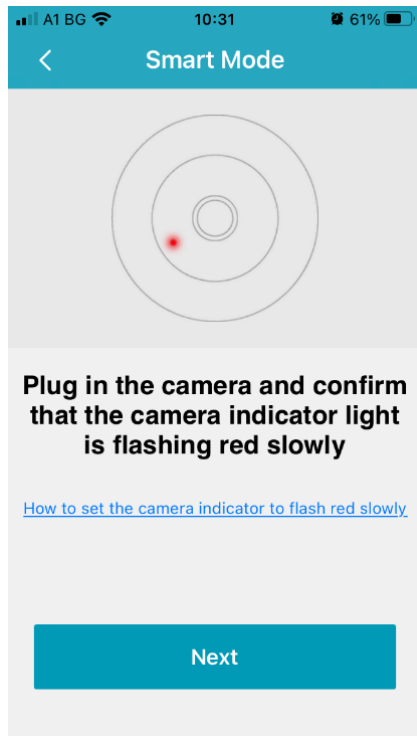 A1 BG 10:31 61%
Smart Mode
Plug in the camera and confirm
that the camera indicator light
is flashing red slowly
How to set the camera indicator to flash red slowly
Next